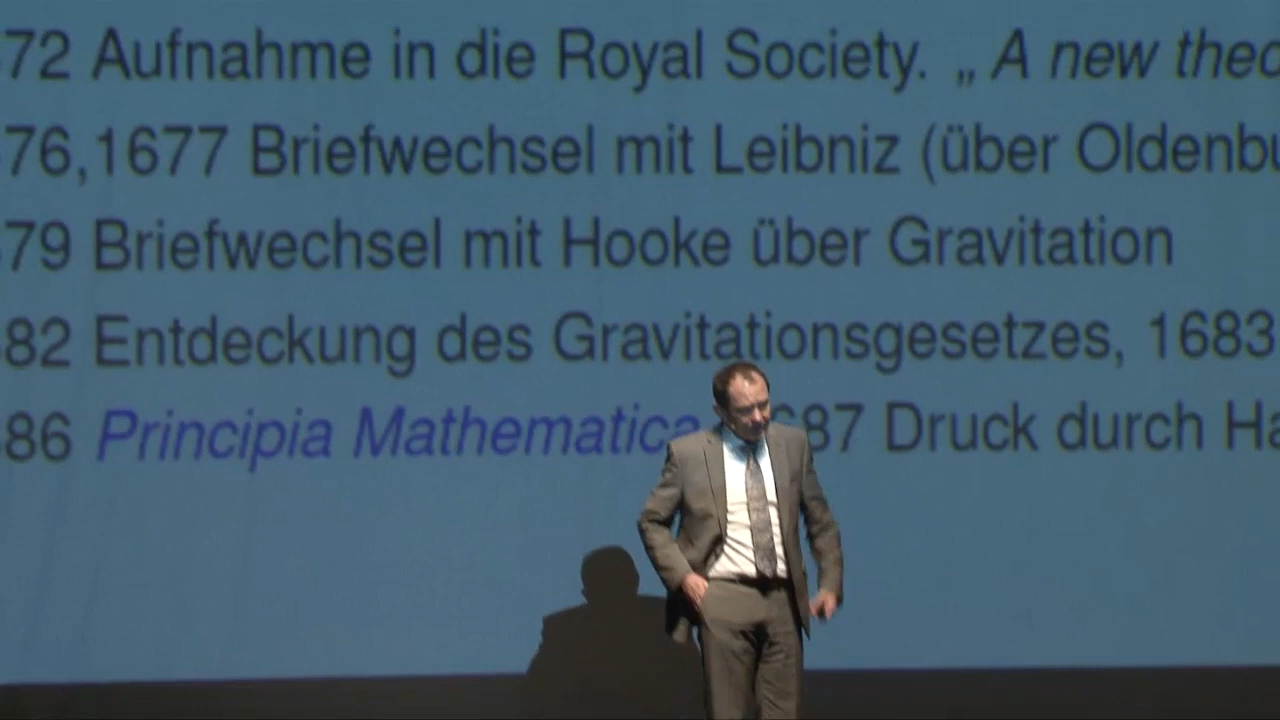 72 Aufnahme in die Royal Society. „ A new theo
76,1677 Briefwechsel mit Leibniz (über Oldenbu
79 Briefwechsel mit Hooke über Gravitation
82 Entdeckung des Gravitationsgesetzes, 1683
86 Principia Mathematica 87 Druck durch Ha